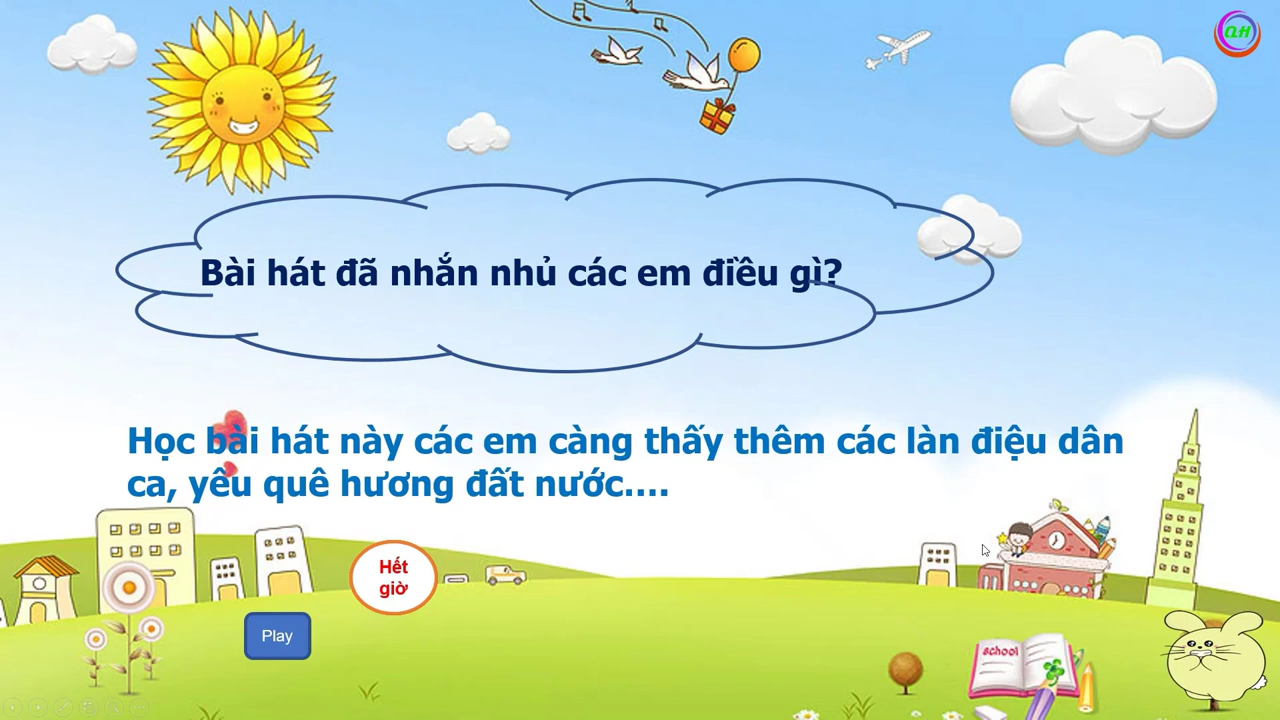 QH
Bài hát đã nhắn nhủ các em điều gì?
Học bài hát này các em càng thấy thêm các làn điệu dân
ca, yêu quê hương đất nước....
Hết
giờ
Play
school